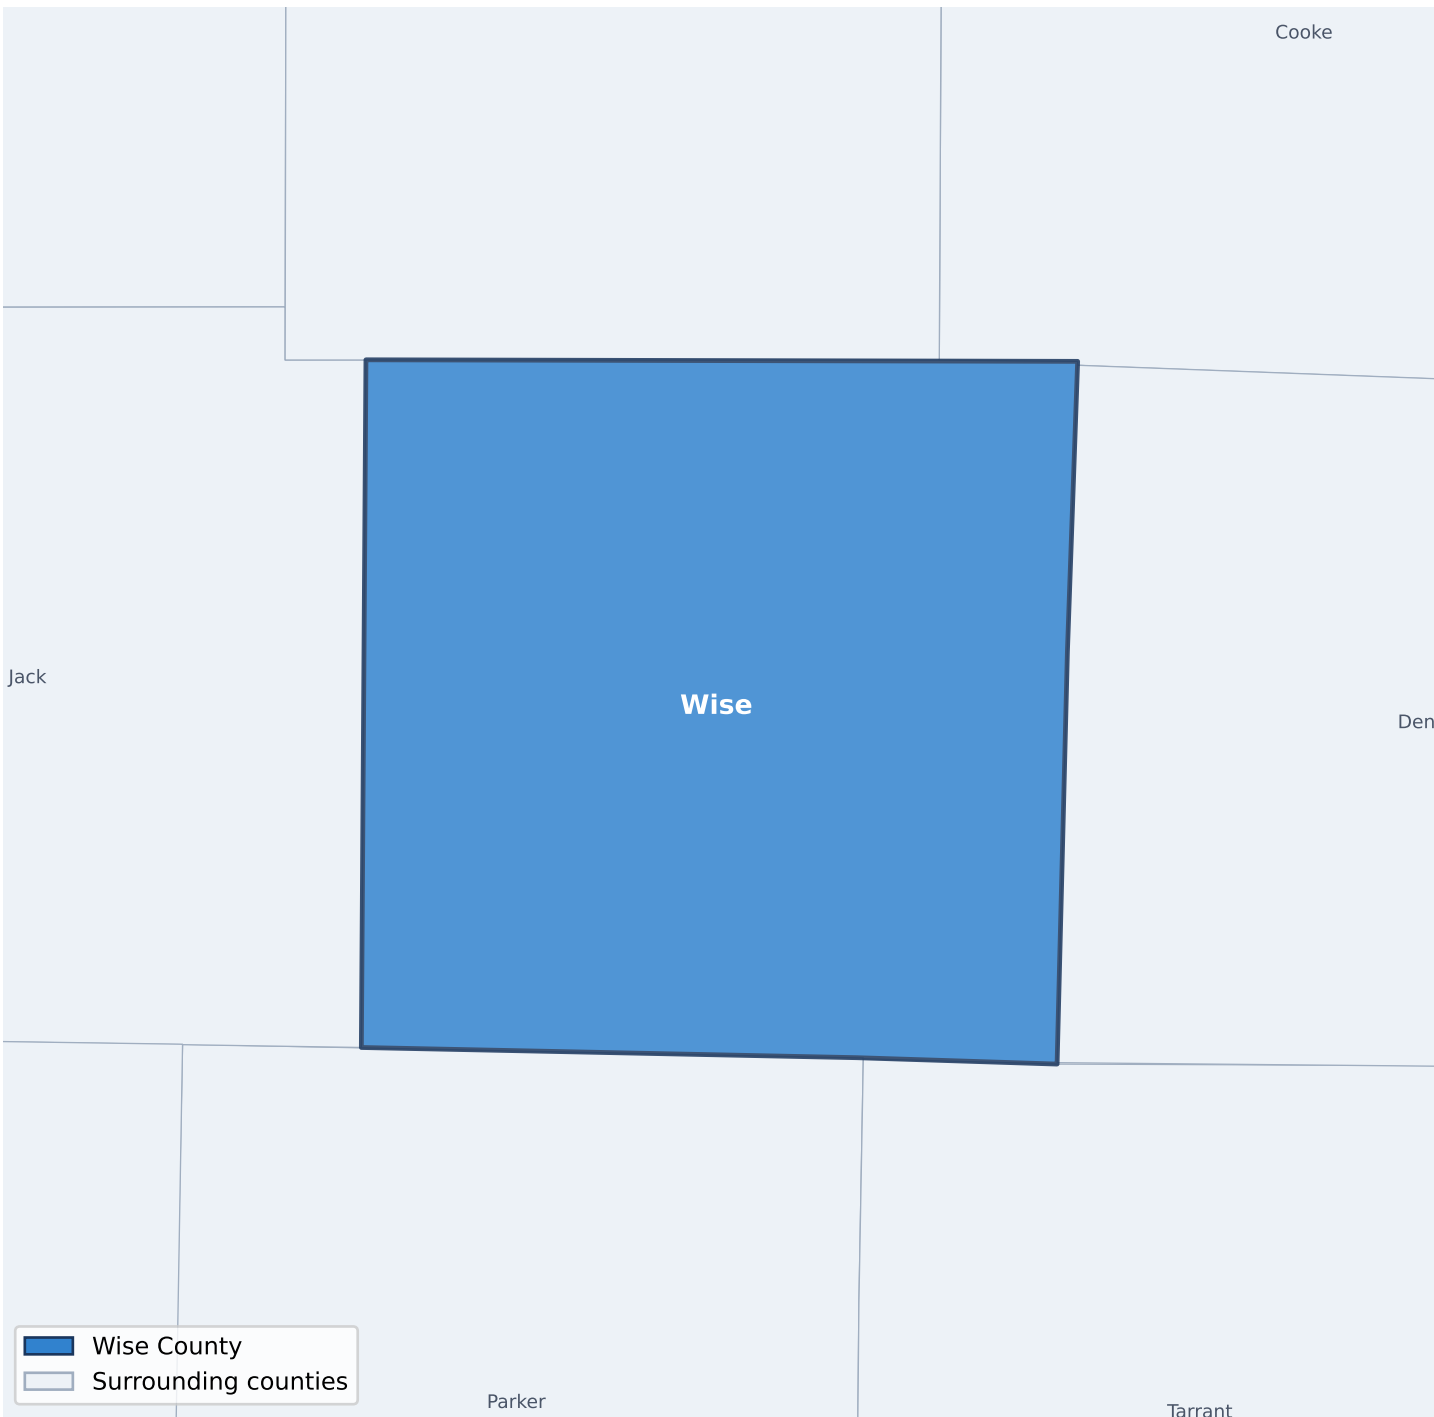 Cooke
Jack
Wise
Den
Wise County
Surrounding counties
Parker
Tarrant